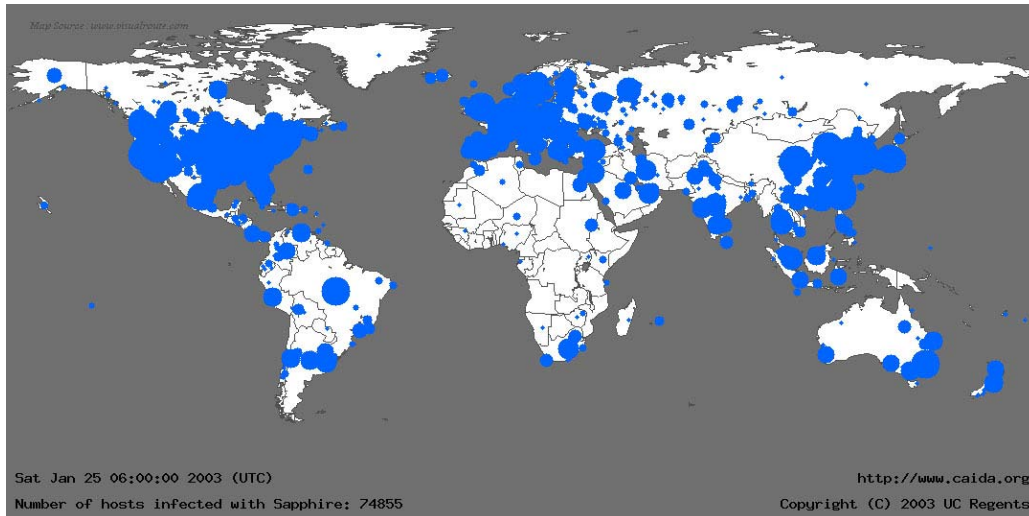 Map Source: www.visualroute.com
Sat Jan 25 06:00:00 2003 (UTC)
http://www.caida.org
Number of hosts infected with Sapphire: 74855
Copyright (C) 2003 UC Regents